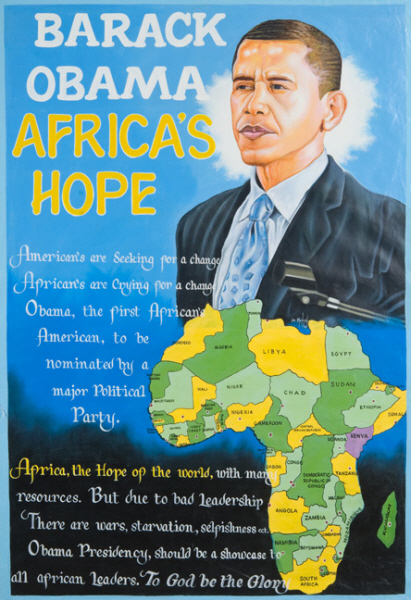 BARACK
OBAMA
AFRICA'S
HOPE
American's are Seeking for a change
African's are Crying for a change
Obama, the first African's
American, to be
nominated by a
major Political
Party.
LIBYA
EGYPT
ALGERIA
MALI
NIGER
CHAD
SUDAN
ETHIOPIA
NIGERIA
CAMEROON
UGANDA
KENYA
GABON
CONGO
DEMOCRATIC
REPUBLIC OF
CONGO
TANZANIA
ANGOLA
ZAMBIA
NAMIBIA
BOTSWANA
SOUTH
AFRICA
Africa, the Hope of the world, with many
resources. But due to bad Leadership
There are wars, starvation, selfishness etc.
Obama Presidency, should be a showcase to
all african Leaders. To God be the Glory